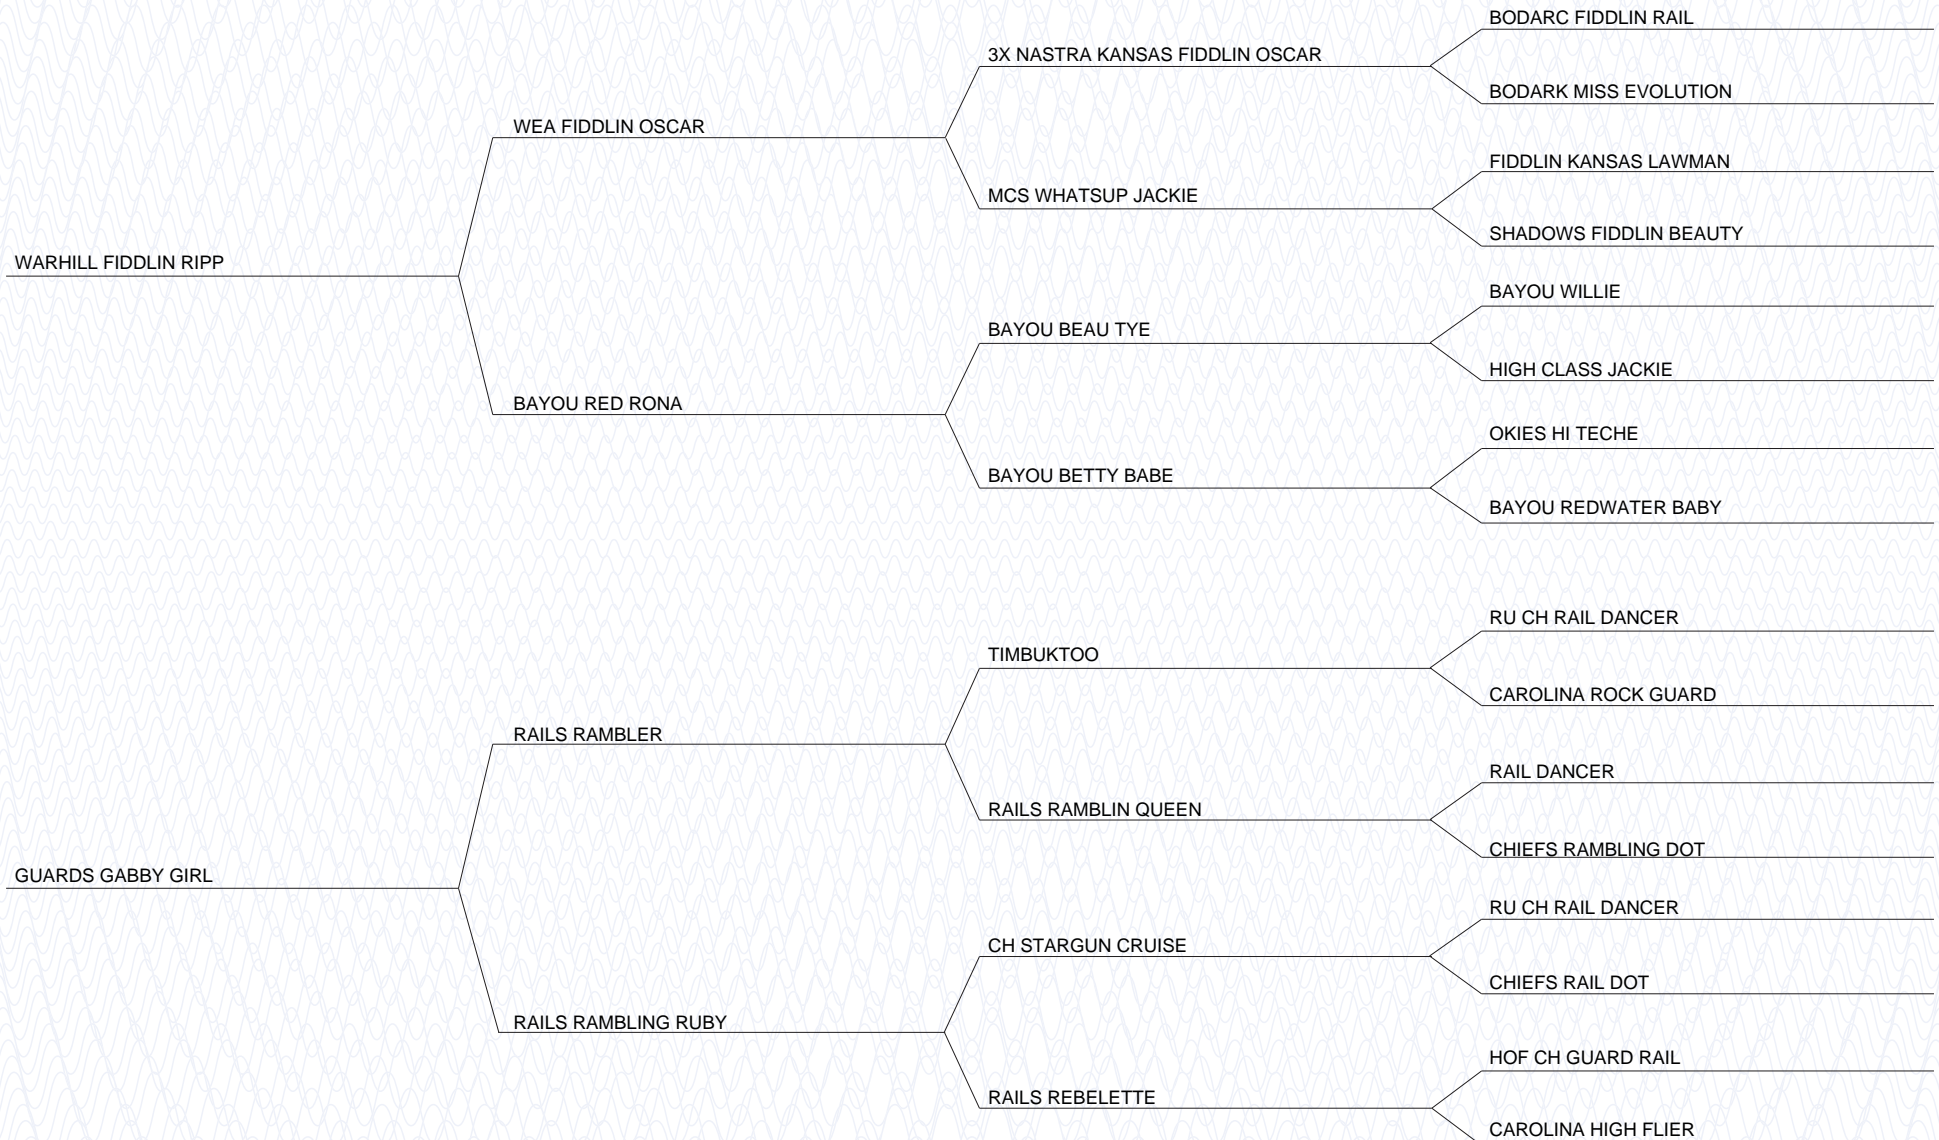 BODARC FIDDLIN RAIL
3X NASTRA KANSAS FIDDLIN OSCAR
BODARK MISS EVOLUTION
WEA FIDDLIN OSCAR
FIDDLIN KANSAS LAWMAN
MCS WHATSUP JACKIE
SHADOWS FIDDLIN BEAUTY
WARHILL FIDDLIN RIPP
BAYOU WILLIE
BAYOU BEAU TYE
HIGH CLASS JACKIE
BAYOU RED RONA
OKIES HI TECHE
BAYOU BETTY BABE
BAYOU REDWATER BABY
RU CH RAIL DANCER
TIMBUKTOO
CAROLINA ROCK GUARD
RAILS RAMBLER
RAIL DANCER
RAILS RAMBLIN QUEEN
CHIEFS RAMBLING DOT
GUARDS GABBY GIRL
RU CH RAIL DANCER
CH STARGUN CRUISE
CHIEFS RAIL DOT
RAILS RAMBLING RUBY
HOF CH GUARD RAIL
RAILS REBELETTE
CAROLINA HIGH FLIER